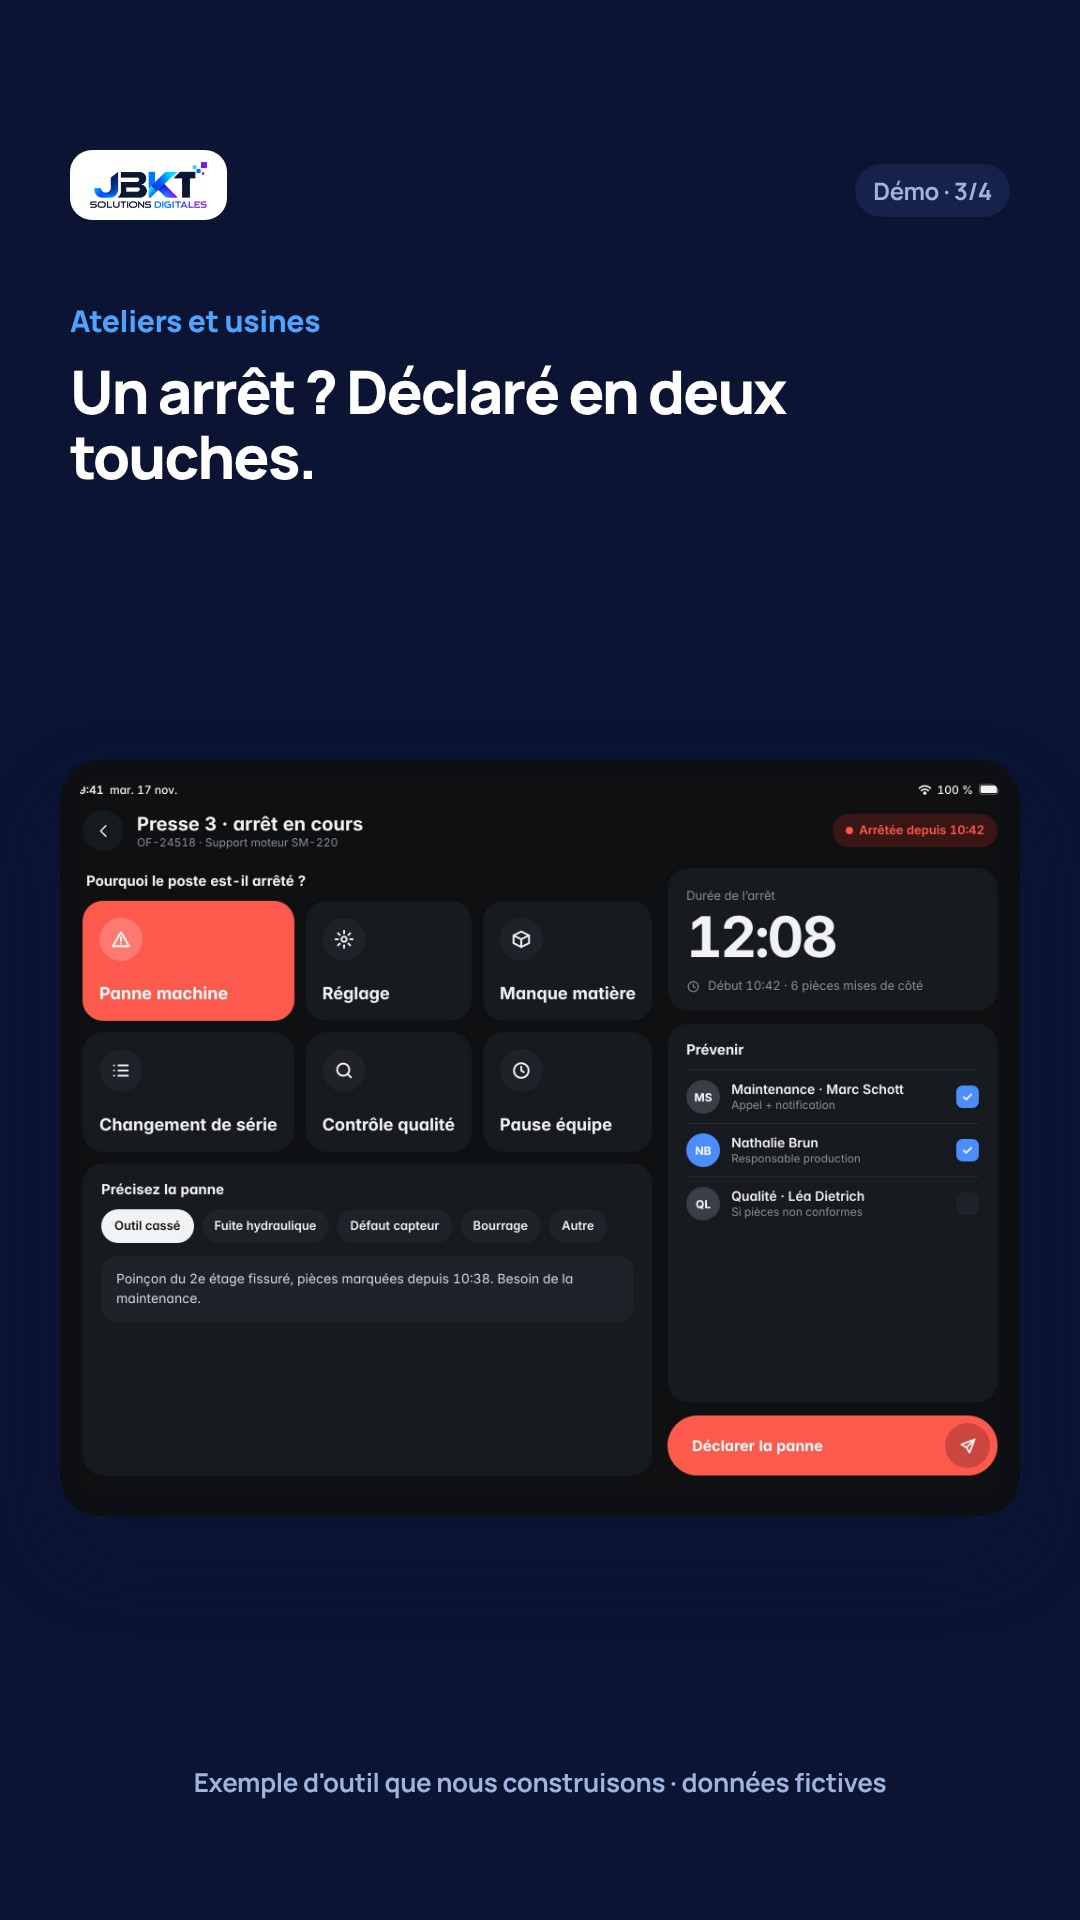 JBKT
SOLUTIONS DIGITALES
Démo · 3/4
Ateliers et usines
Un arrêt ? Déclaré en deux
touches.
9:41 mar. 17 nov.
100 %
Presse 3 · arrêt en cours
OF-24518 · Support moteur SM-220
Arrêtée depuis 10:42
Pourquoi le poste est-il arrêté ?
Panne machine
Réglage
Manque matière
Changement de série
Contrôle qualité
Pause équipe
Précisez la panne
Outil cassé
Fuite hydraulique
Défaut capteur
Bourrage
Autre
Poinçon du 2e étage fissuré, pièces marquées depuis 10:38. Besoin de la
maintenance.
Durée de l'arrêt
12:08
Début 10:42 · 6 pièces mises de côté
Prévenir
MS
Maintenance · Marc Schott
Appel + notification
NB
Nathalie Brun
Responsable production
QL
Qualité · Léa Dietrich
Si pièces non conformes
Déclarer la panne
Exemple d'outil que nous construisons · données fictives